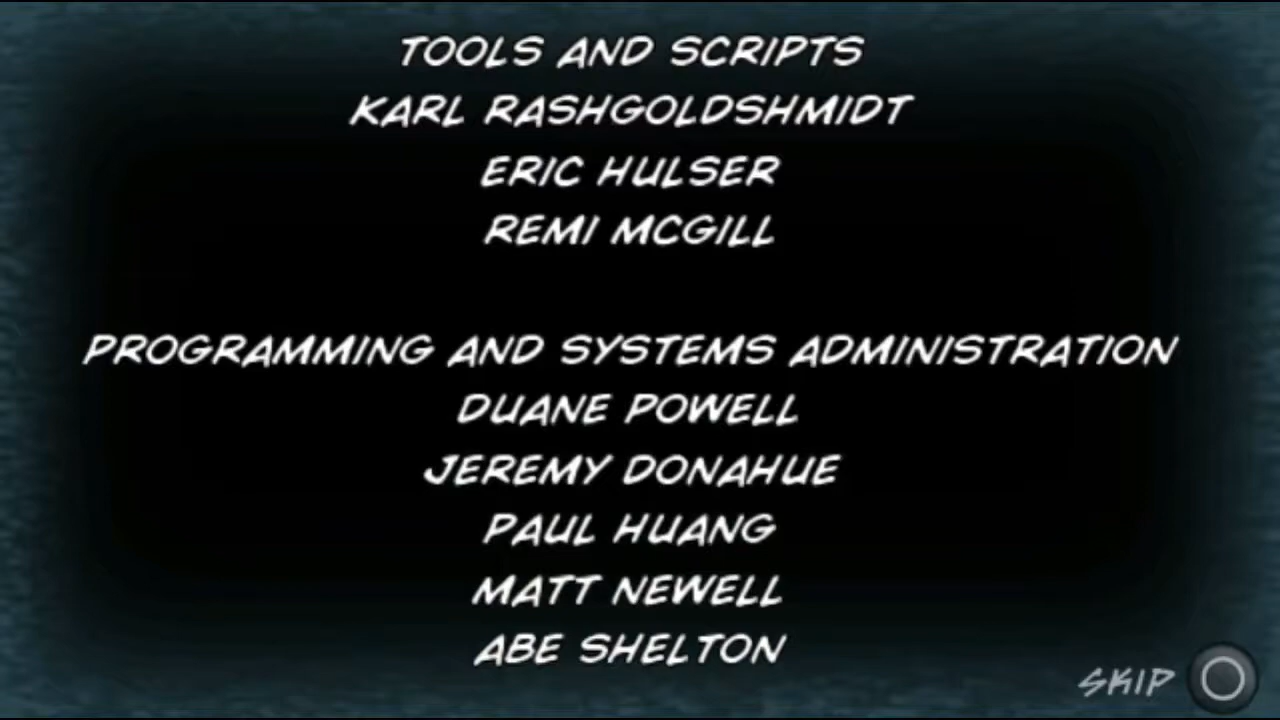 TOOLS AND SCRIPTS
KARL RASHGOLDSHMIDT
ERIC HULSER
REMI MCGILL
PROGRAMMING AND SYSTEMS ADMINISTRATION
DUANE POWELL
JEREMY DONAHUE
PAUL HUANG
MATT NEWELL
ABE SHELTON
SKIP